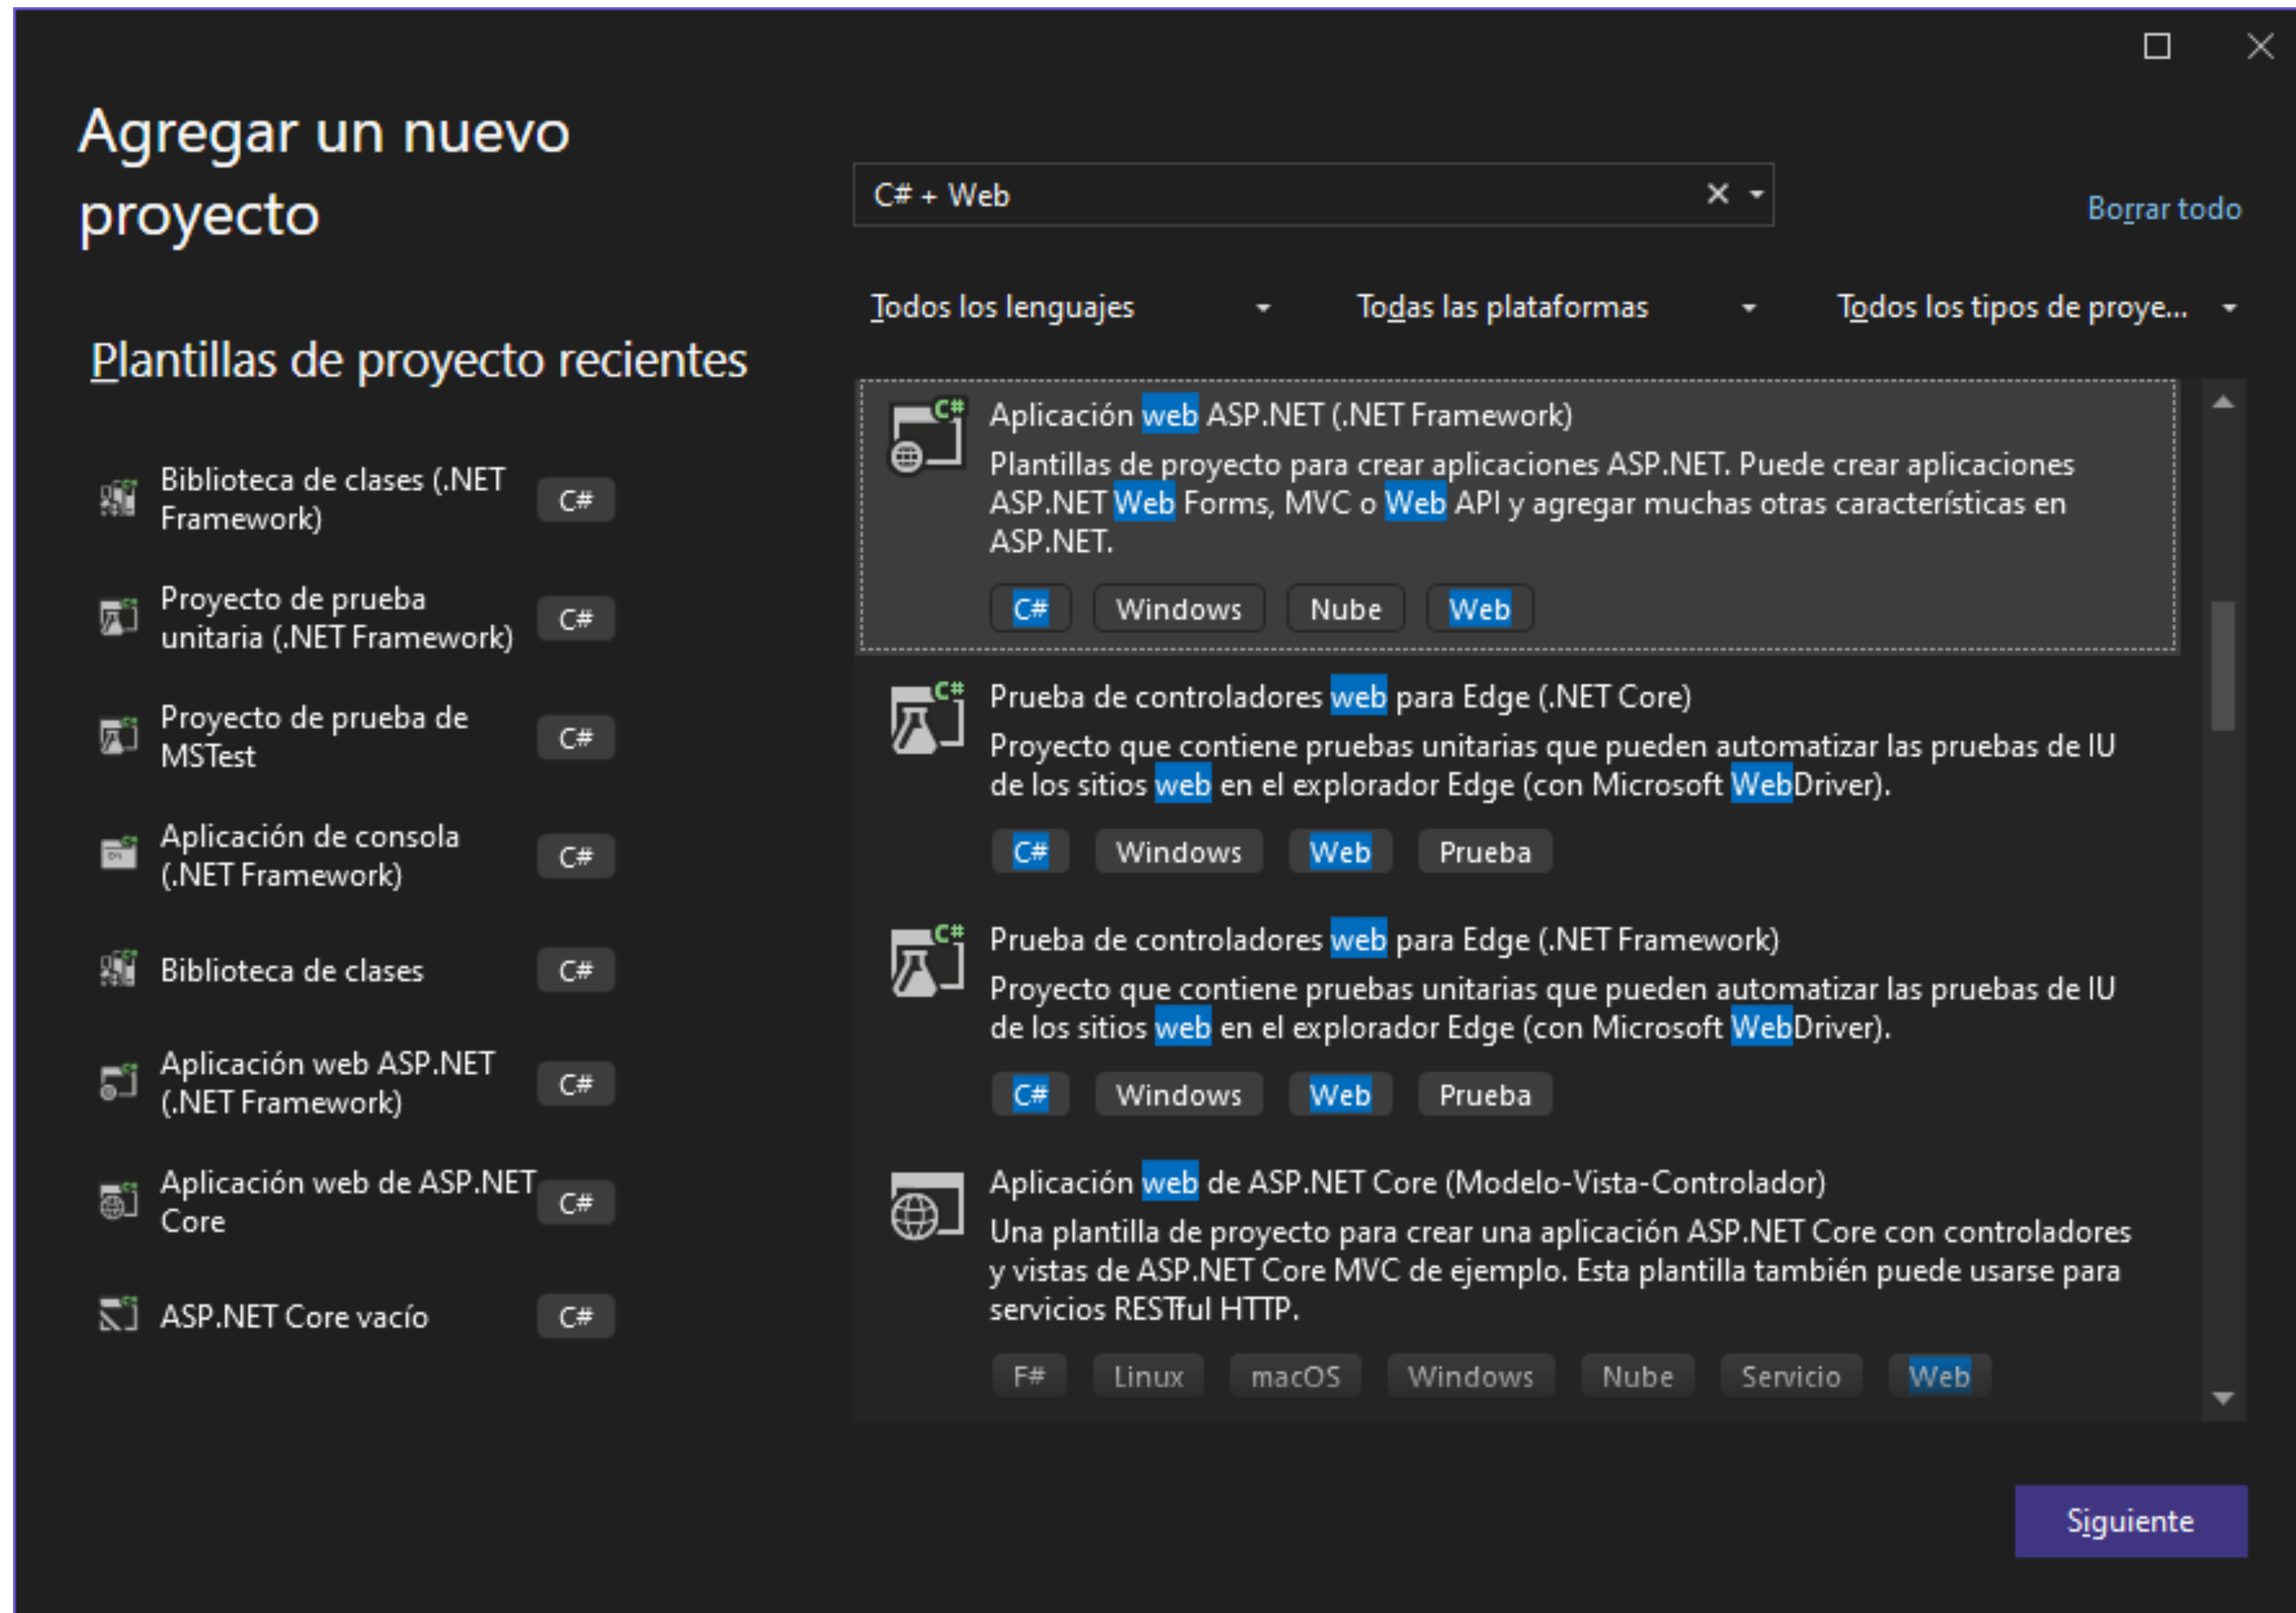 Agregar un nuevo
proyecto
C# + Web
Borrar todo
Todos los lenguajes
Todas las plataformas
Todos los tipos de proye...
Plantillas de proyecto recientes
Biblioteca de clases (.NET
Framework)
C#
Proyecto de prueba
unitaria (.NET Framework)
C#
Proyecto de prueba de
MSTest
C#
Aplicación de consola
(.NET Framework)
C#
Biblioteca de clases
C#
Aplicación web ASP.NET
(.NET Framework)
C#
Aplicación web de ASP.NET
Core
C#
ASP.NET Core vacío
C#
Aplicación web ASP.NET (.NET Framework)
Plantillas de proyecto para crear aplicaciones ASP.NET. Puede crear aplicaciones
ASP.NET Web Forms, MVC o Web API y agregar muchas otras características en
ASP.NET.
C# Windows Nube Web
Prueba de controladores web para Edge (.NET Core)
Proyecto que contiene pruebas unitarias que pueden automatizar las pruebas de IU
de los sitios web en el explorador Edge (con Microsoft WebDriver).
C# Windows Web Prueba
Prueba de controladores web para Edge (.NET Framework)
Proyecto que contiene pruebas unitarias que pueden automatizar las pruebas de IU
de los sitios web en el explorador Edge (con Microsoft WebDriver).
C# Windows Web Prueba
Aplicación web de ASP.NET Core (Modelo-Vista-Controlador)
Una plantilla de proyecto para crear una aplicación ASP.NET Core con controladores
y vistas de ASP.NET Core MVC de ejemplo. Esta plantilla también puede usarse para
servicios RESTful HTTP.
F# Linux macOS Windows Nube Servicio Web
Siguiente